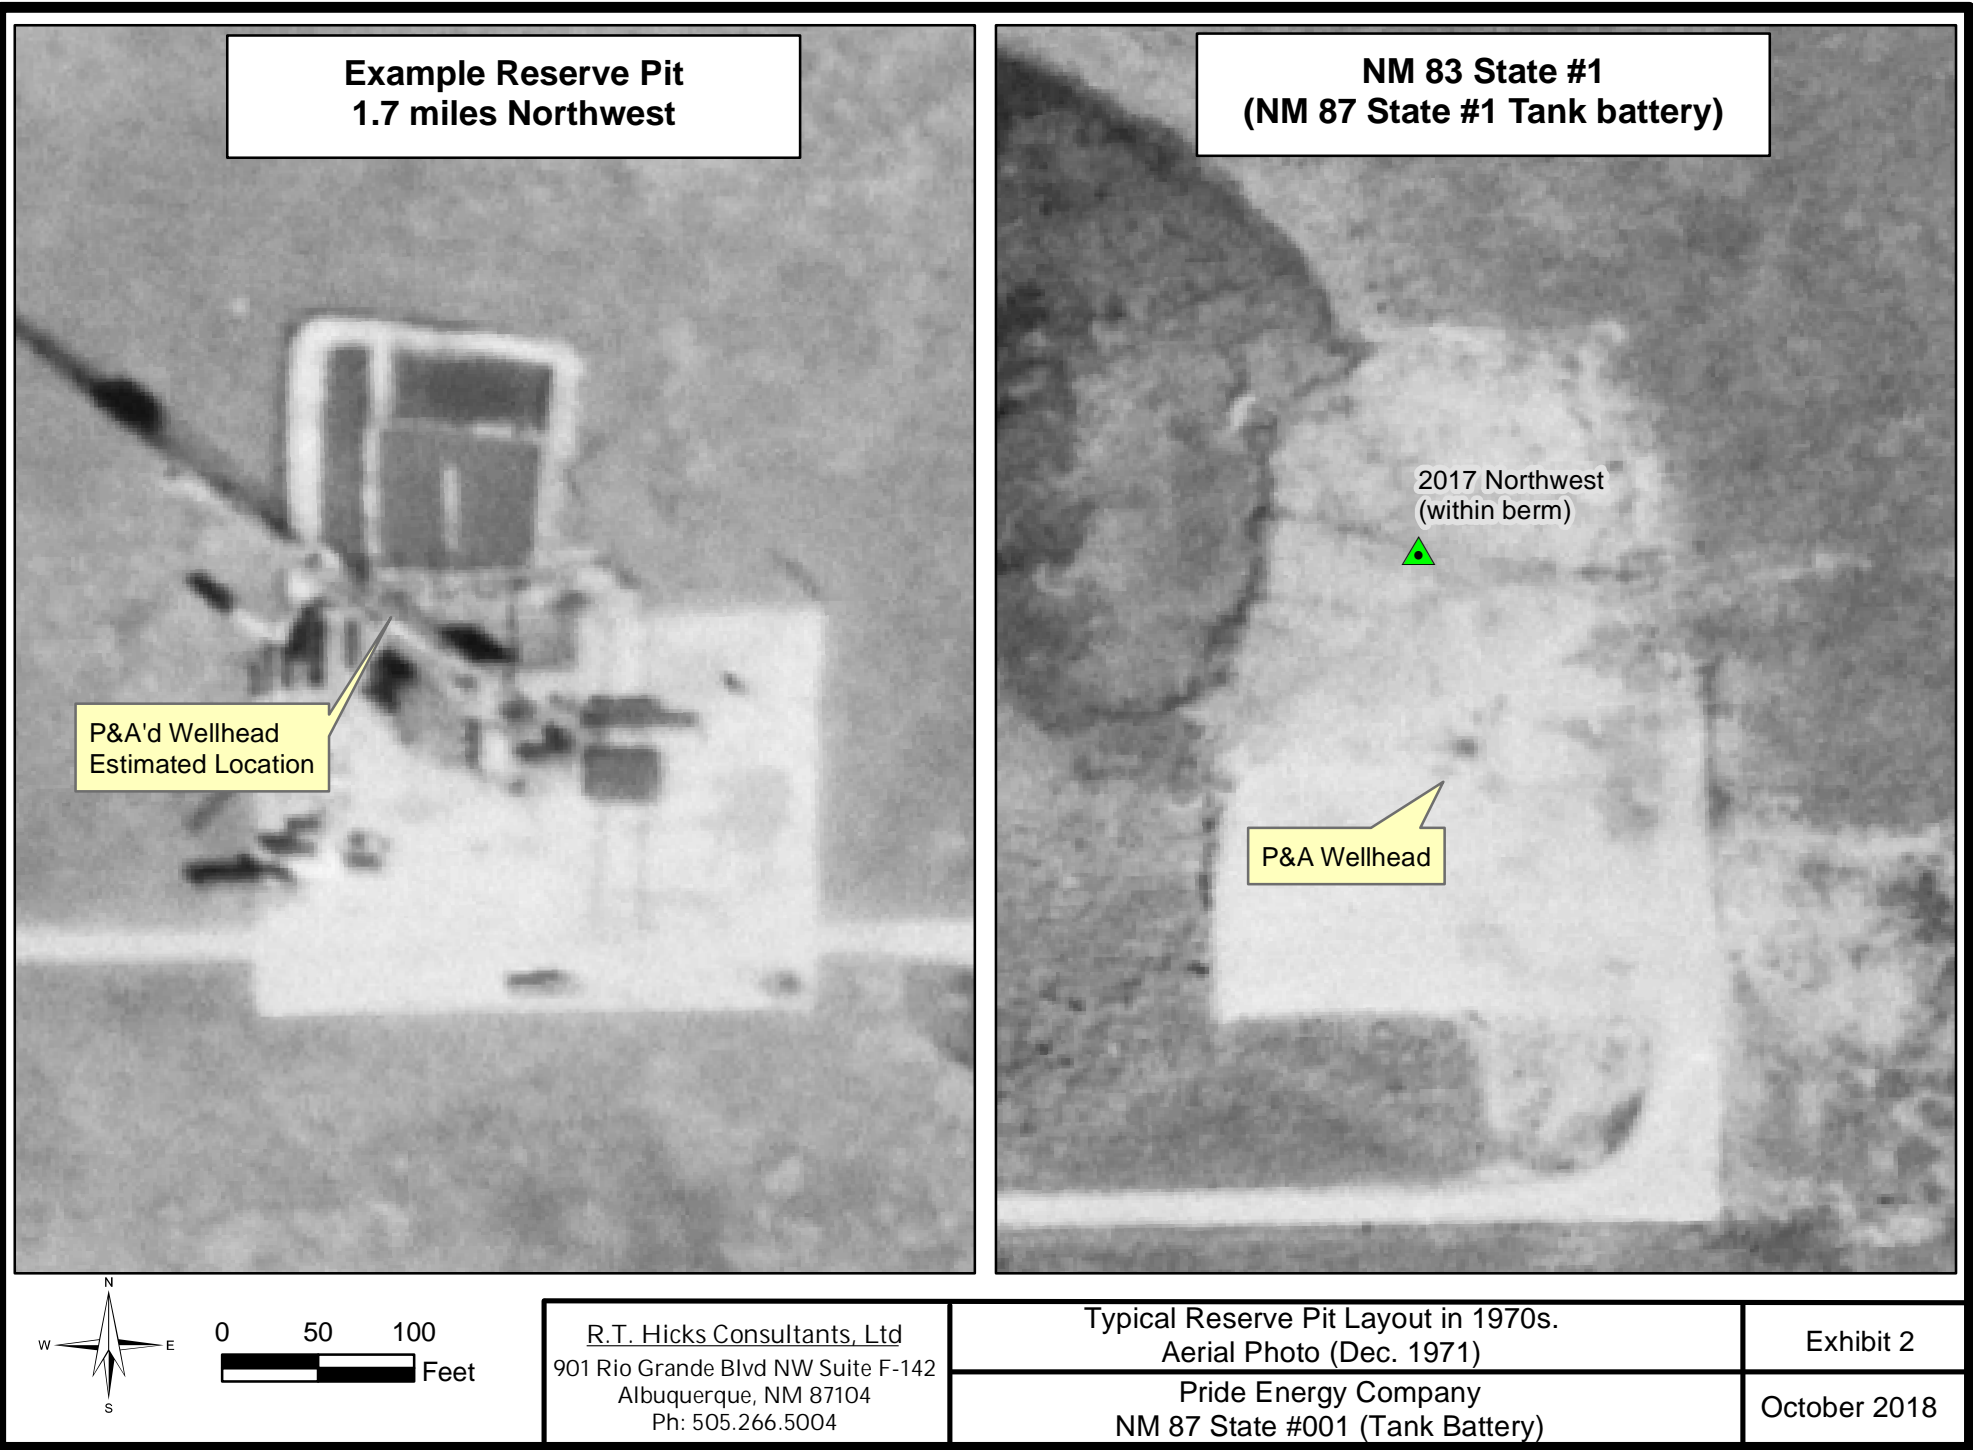 Example Reserve Pit
1.7 miles Northwest
NM 83 State #1
(NM 87 State #1 Tank battery)
2017 Northwest
(within berm)
P&A'd Wellhead
Estimated Location
P&A Wellhead
N
W
E
S
0 50 100
Feet
R.T. Hicks Consultants, Ltd
901 Rio Grande Blvd NW Suite F-142
Albuquerque, NM 87104
Ph: 505.266.5004
Typical Reserve Pit Layout in 1970s.
Aerial Photo (Dec. 1971)
Pride Energy Company
NM 87 State #001 (Tank Battery)
Exhibit 2
October 2018